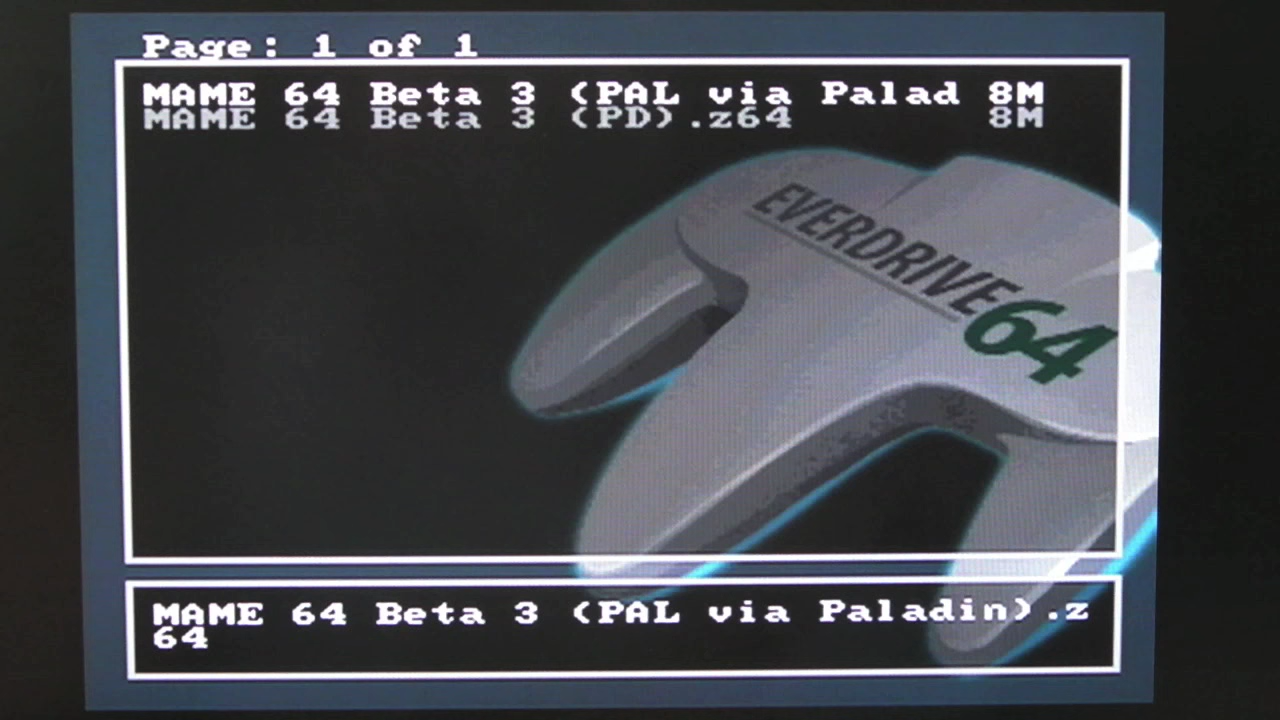 Page: 1 of 1
MAME 64 Beta 3 (PAL via Palad 8M
MAME 64 Beta 3 (PD).z64 8M
EVERDRIVE64
MAME 64 Beta 3 (PAL via Paladin).z
64